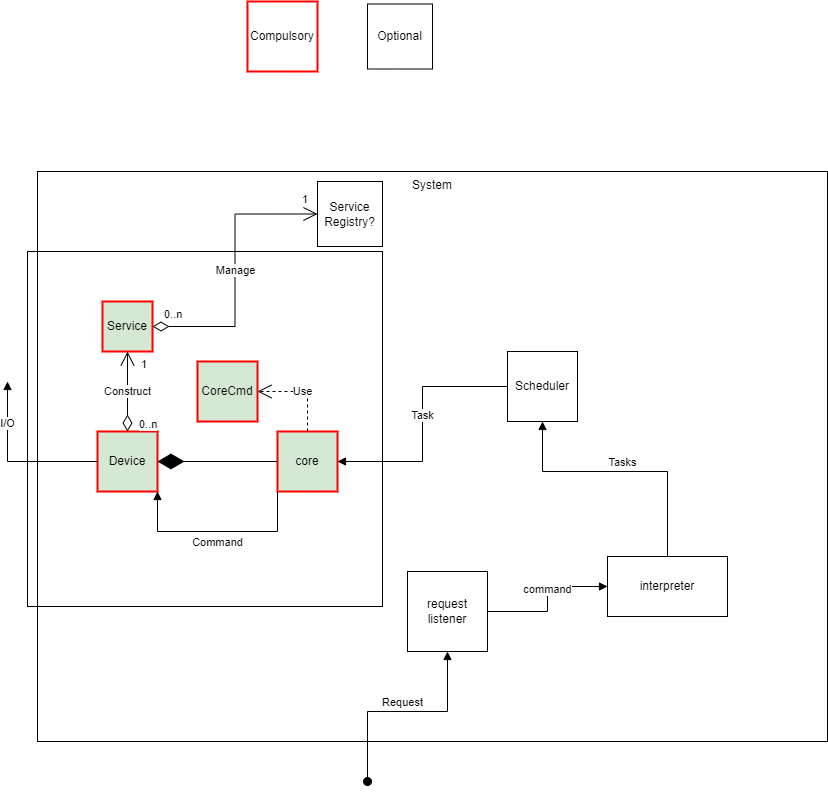 Compulsory
Optional
System
1
Service
Registry?
Manage
0..n
Service
1
CoreCmd
Use
Construct
Scheduler
I/O
0..n
Task
Device
core
Tasks
Command
command
interpreter
request
listener
Request